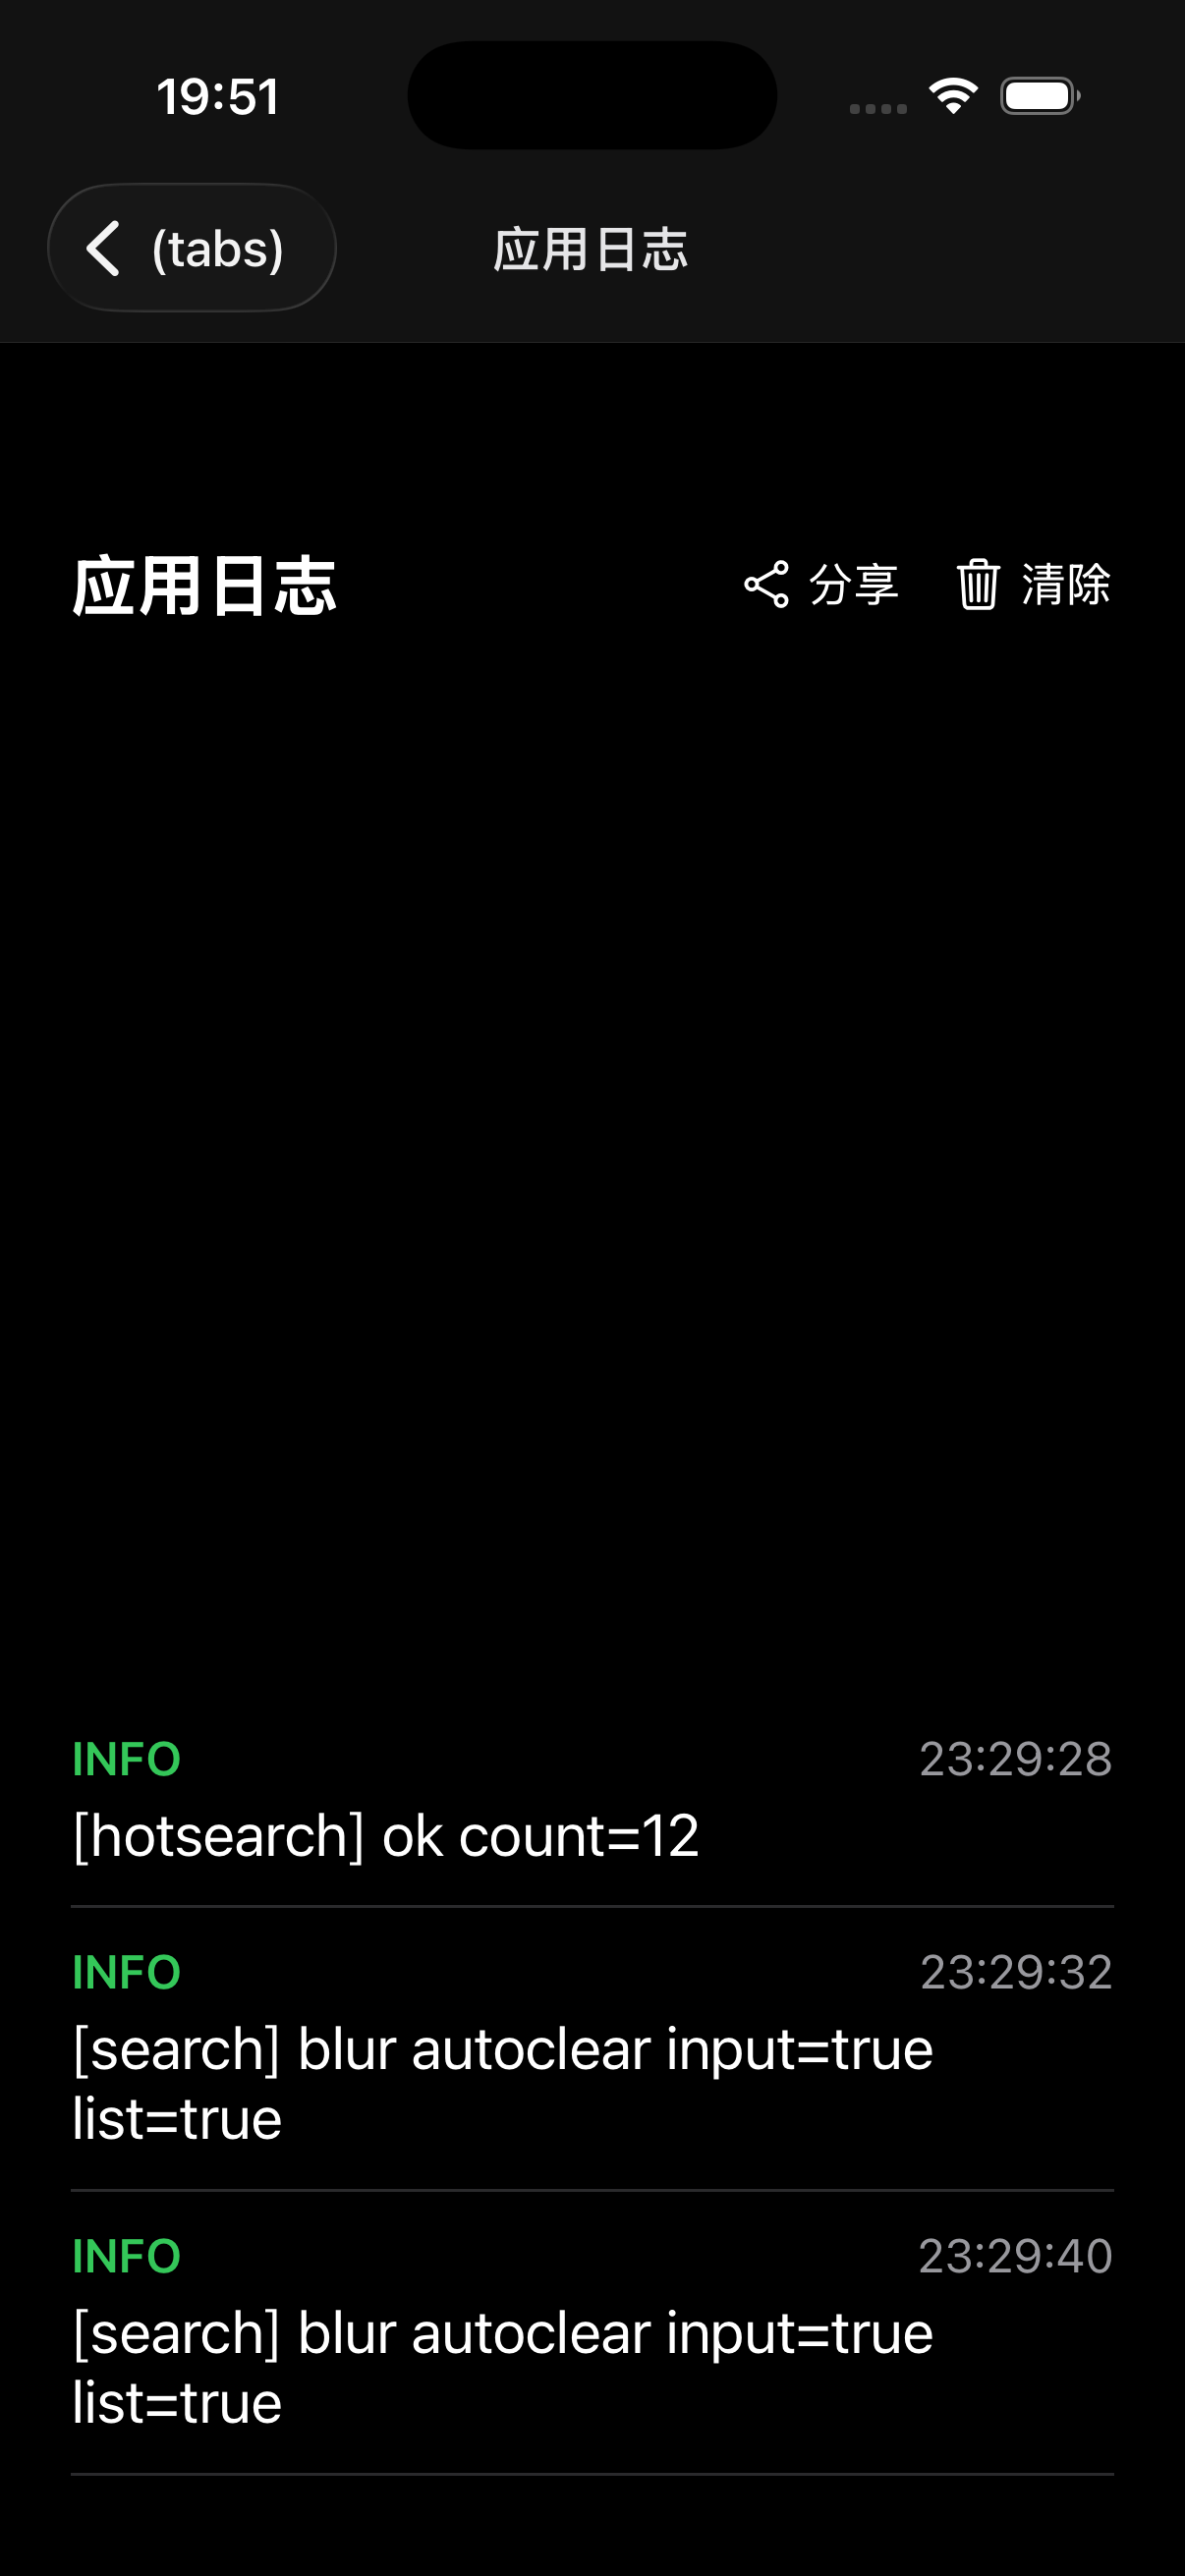 19:51
(tabs)
应用日志
应用日志
分享
清除
INFO
23:29:28
[hotsearch] ok count=12
INFO
23:29:32
[search] blur autoclear input=true
list=true
INFO
23:29:40
[search] blur autoclear input=true
list=true